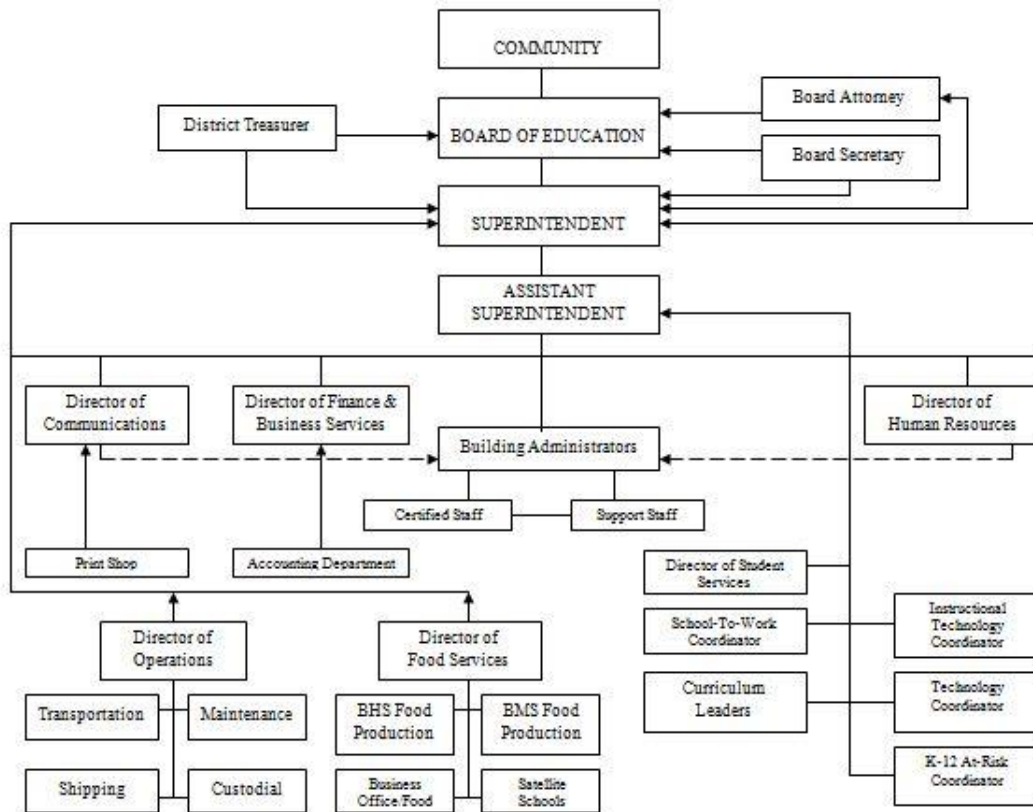 COMMUNITY
Board Attorney
District Treasurer
BOARD OF EDUCATION
Board Secretary
SUPERINTENDENT
ASSISTANT
SUPERINTENDENT
Director of
Communications
Director of Finance &
Business Services
Director of
Human Resources
Building Administrators
Certified Staff
Support Staff
Print Shop
Accounting Department
Director of Student
Services
School-To-Work
Coordinator
Instructional
Technology
Coordinator
Director of
Operations
Director of
Food Services
Curriculum
Leaders
Technology
Coordinator
Transportation
Maintenance
BHS Food
Production
BMS Food
Production
K-12 At-Risk
Coordinator
Shipping
Custodial
Business
Office/Food
Satellite
Schools